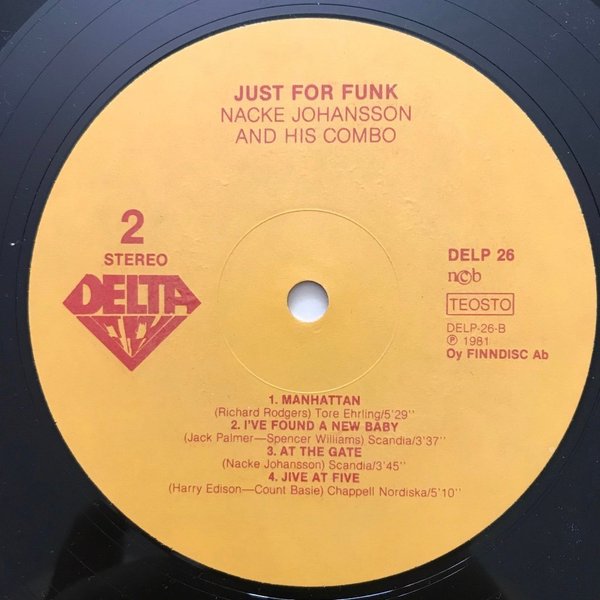 JUST FOR FUNK
NACKE JOHANSSON
AND HIS COMBO
2
STEREO
DELTA
DELP 26
ncb
TEOSTO
DELP-26-B
℗ 1981
Oy FINNDISC Ab
1. MANHATTAN
(Richard Rodgers) Tore Ehrling/5'29''
2. I'VE FOUND A NEW BABY
(Jack Palmer—Spencer Williams) Scandia/3'37''
3. AT THE GATE
(Nacke Johansson) Scandia/3'45''
4. JIVE AT FIVE
(Harry Edison—Count Basie) Chappell Nordiska/5'10''